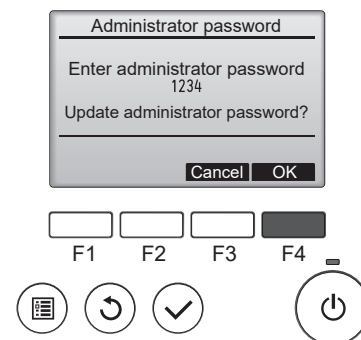 Administrator password
Enter administrator password
1234
Update administrator password?
Cancel OK
F1 F2 F3 F4